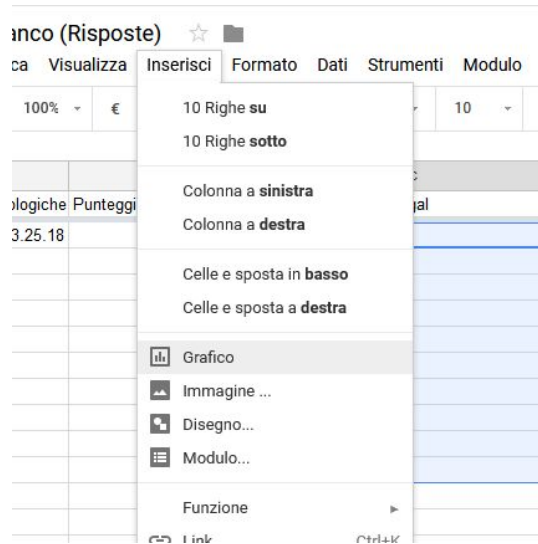 anco (Risposte)
ca Visualizza Inserisci Formato Dati Strumenti Modulo
100% € 10
10 Righe su
10 Righe sotto
Colonna a sinistra
Colonna a destra
ologiche Punteggi gal
3.25.18
Celle e sposta in basso
Celle e sposta a destra
Grafico
Immagine ...
Disegno...
Modulo...
Funzione
Link Ctrl+K